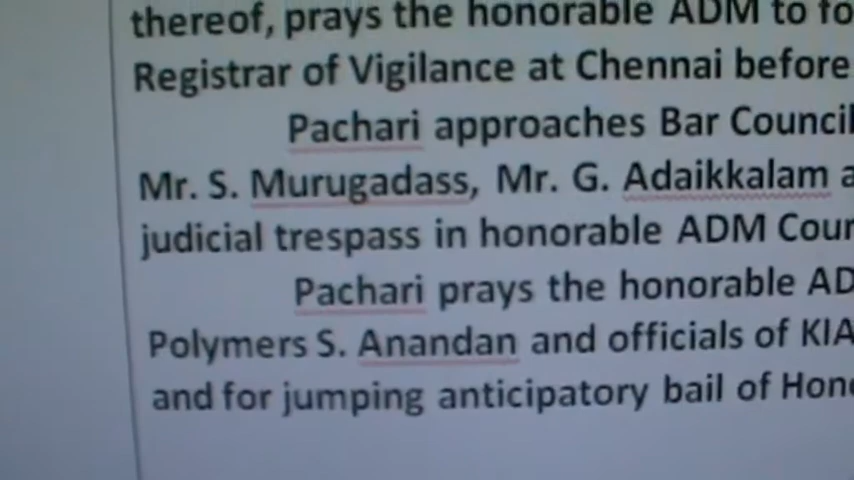 thereof, prays the honorable ADM to fo
Registrar of Vigilance at Chennai before
Pachari approaches Bar Council
Mr. S. Murugadass, Mr. G. Adaikkalam a
judicial trespass in honorable ADM Cour
Pachari prays the honorable AD
Polymers S. Anandan and officials of KIA
and for jumping anticipatory bail of Hono